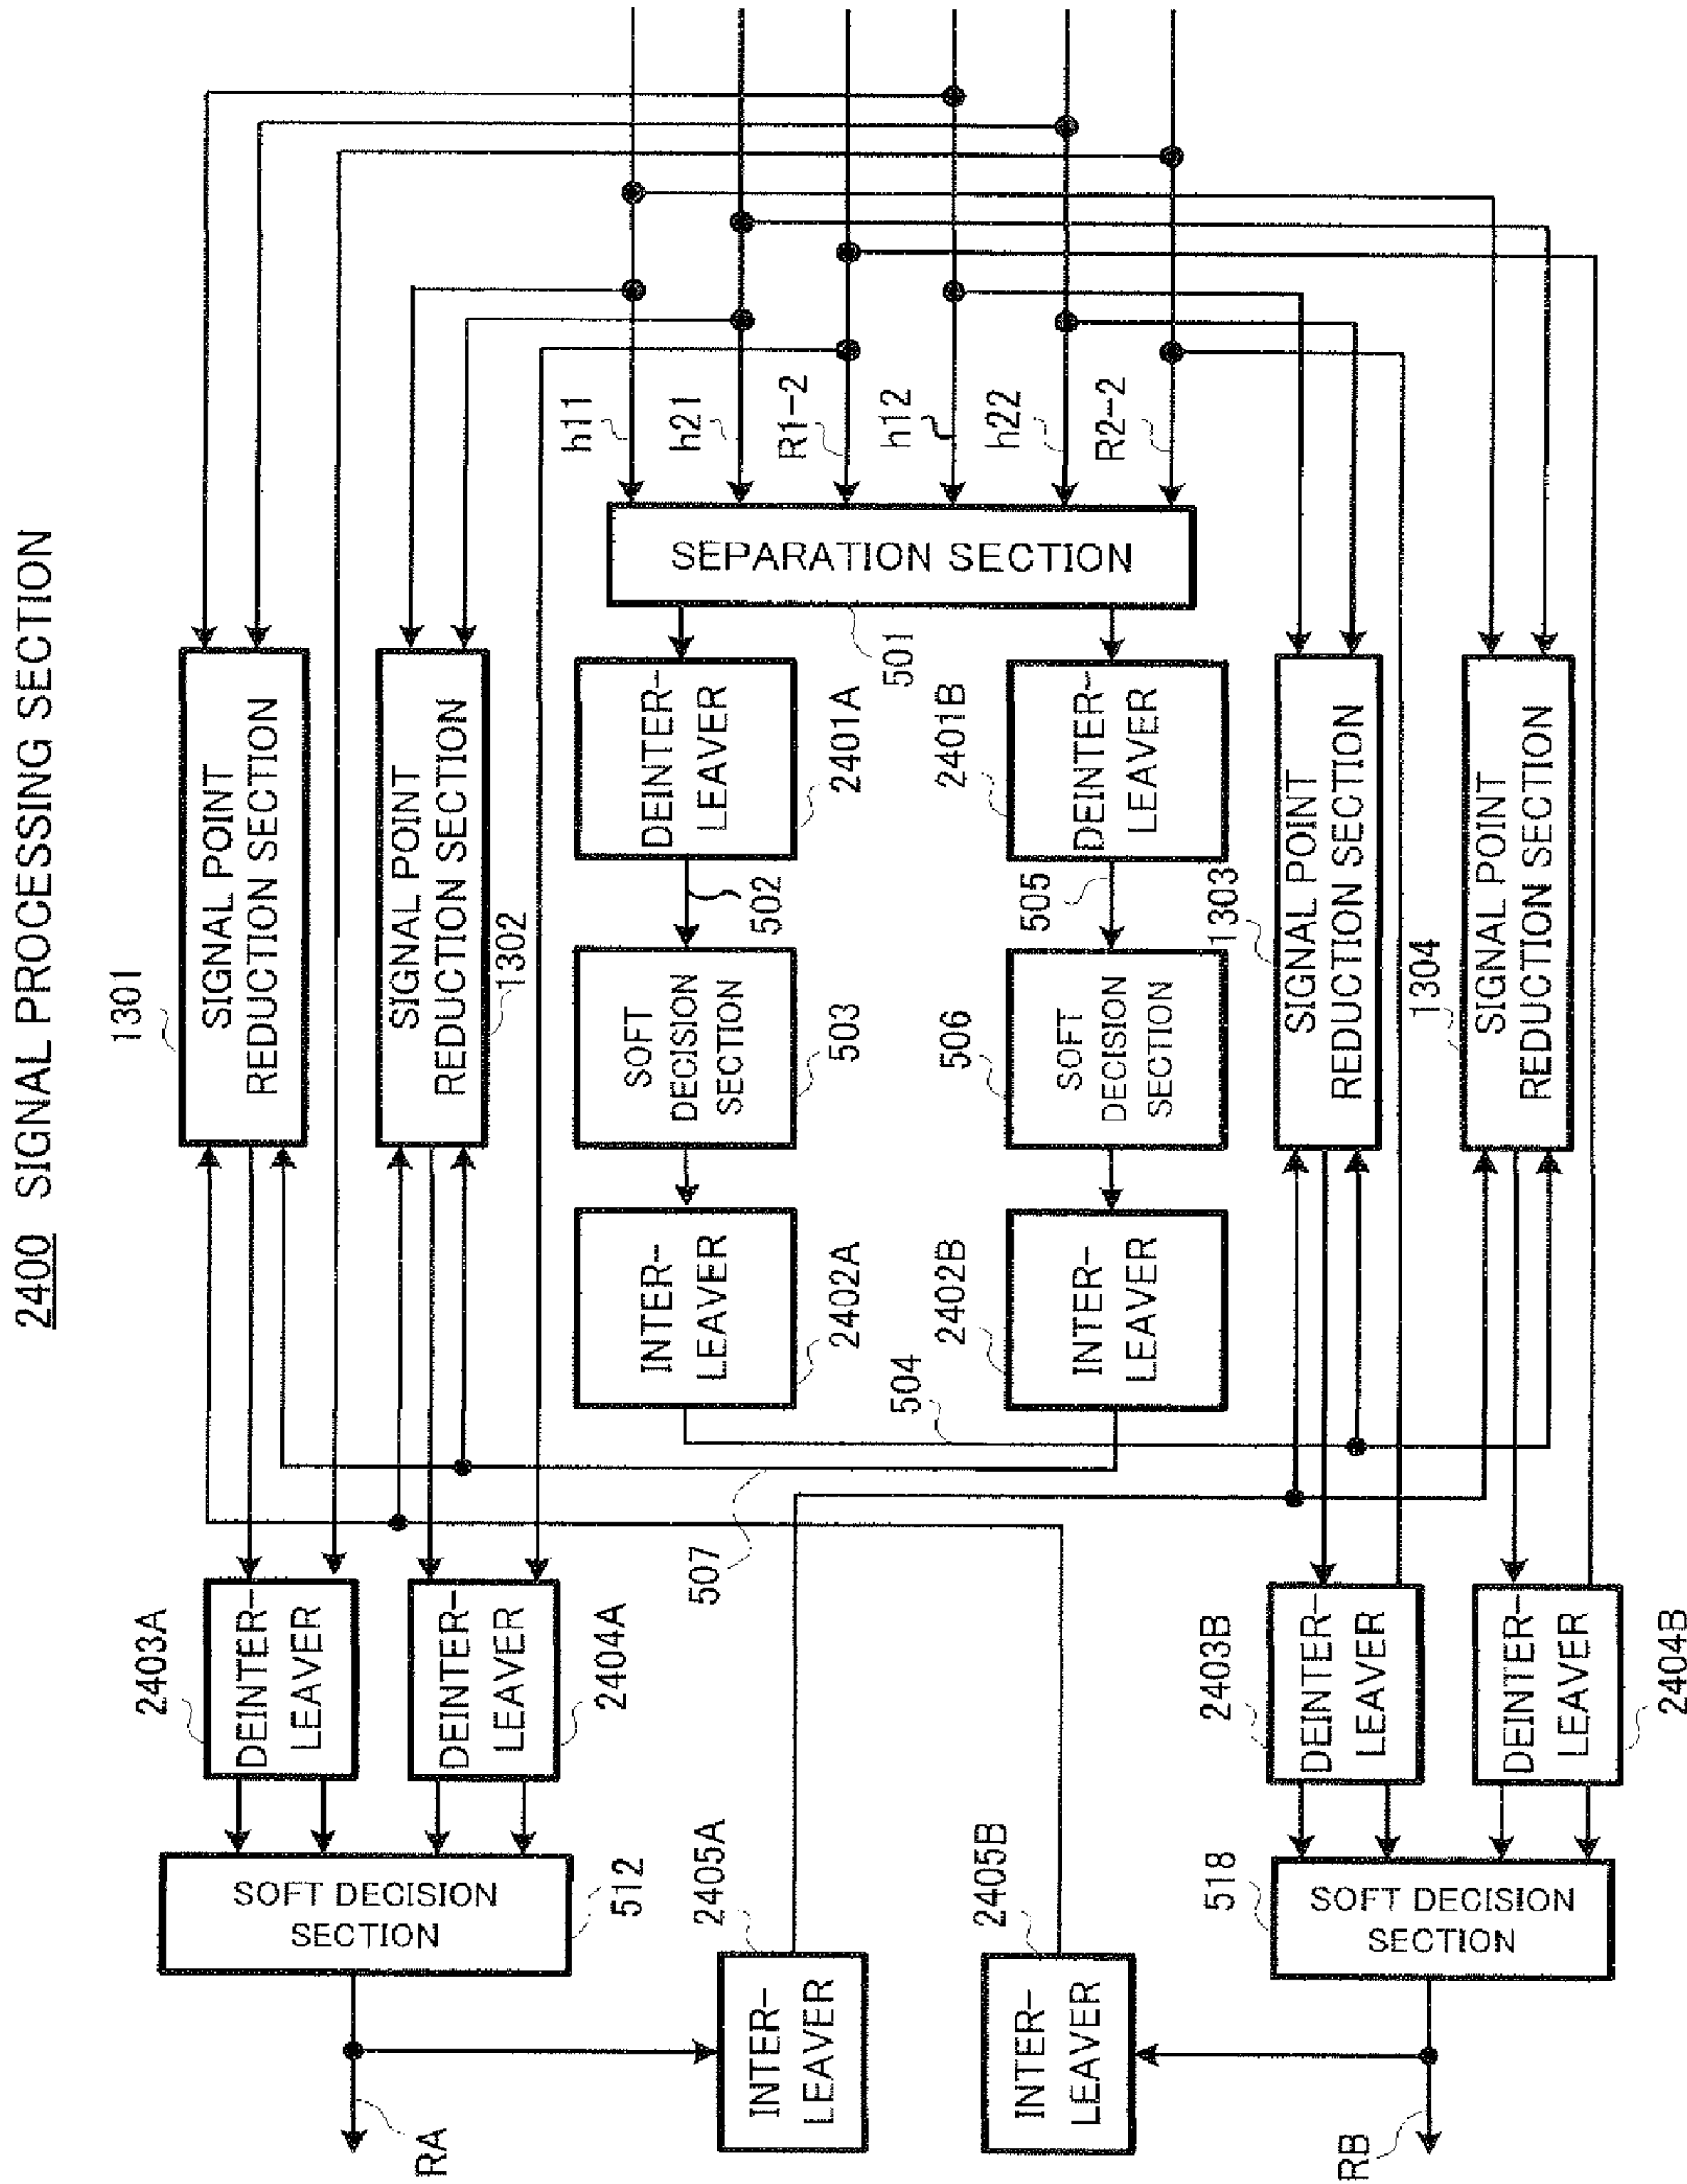 2400 SIGNAL PROCESSING SECTION
1301
SIGNAL POINT
REDUCTION SECTION
SIGNAL POINT
REDUCTION SECTION
1302
h11
h21
R1-2
h12
h22
R2-2
SEPARATION SECTION
501
DEINTER-
LEAVER
2401A
502
SOFT
DECISION
SECTION
503
INTER-
LEAVER
2402A
2401B
DEINTER-
LEAVER
505
506
SOFT
DECISION
SECTION
2402B
INTER-
LEAVER
504
507
1303
SIGNAL POINT
REDUCTION SECTION
1304
SIGNAL POINT
REDUCTION SECTION
2403A
DEINTER-
LEAVER
DEINTER-
LEAVER
2404A
SOFT DECISION
SECTION
512
RA
2405A
INTER-
LEAVER
2405B
INTER-
LEAVER
2403B
DEINTER-
LEAVER
DEINTER-
LEAVER
2404B
518
SOFT DECISION
SECTION
RB